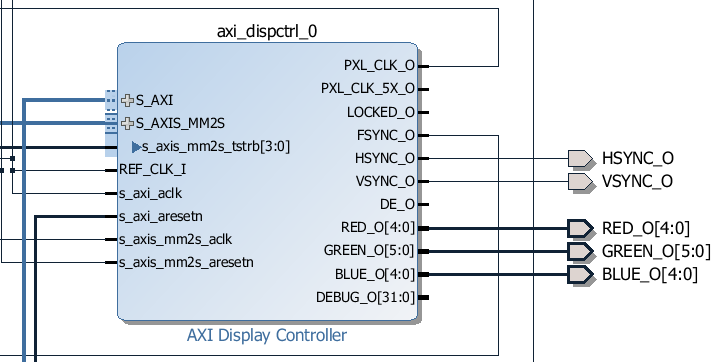 axi_dispctrl_0
S_AXI
S_AXIS_MM2S
s_axis_mm2s_tstrb[3:0]
REF_CLK_I
s_axi_aclk
s_axi_aresetn
s_axis_mm2s_aclk
s_axis_mm2s_aresetn
PXL_CLK_O
PXL_CLK_5X_O
LOCKED_O
FSYNC_O
HSYNC_O
VSYNC_O
DE_O
RED_O[4:0]
GREEN_O[5:0]
BLUE_O[4:0]
DEBUG_O[31:0]
HSYNC_O
VSYNC_O
RED_O[4:0]
GREEN_O[5:0]
BLUE_O[4:0]
AXI Display Controller